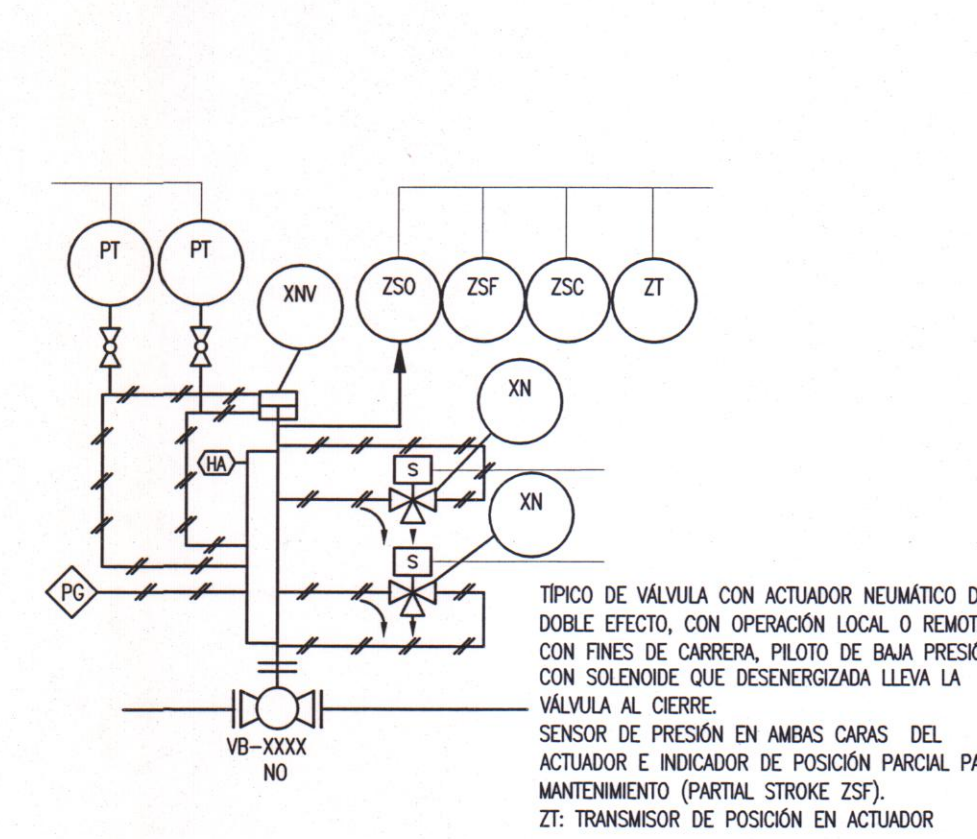 PT
PT
XNV
ZSO
ZSF
ZSC
ZT
XN
HA
S
XN
S
PG
VB-XXXX
NO
TÍPICO DE VÁLVULA CON ACTUADOR NEUMÁTICO D
DOBLE EFECTO, CON OPERACIÓN LOCAL O REMOT
CON FINES DE CARRERA, PILOTO DE BAJA PRESIÓ
CON SOLENOIDE QUE DESENERGIZADA LLEVA LA
VÁLVULA AL CIERRE.
SENSOR DE PRESIÓN EN AMBAS CARAS DEL
ACTUADOR E INDICADOR DE POSICIÓN PARCIAL PA
MANTENIMIENTO (PARTIAL STROKE ZSF).
ZT: TRANSMISOR DE POSICIÓN EN ACTUADOR